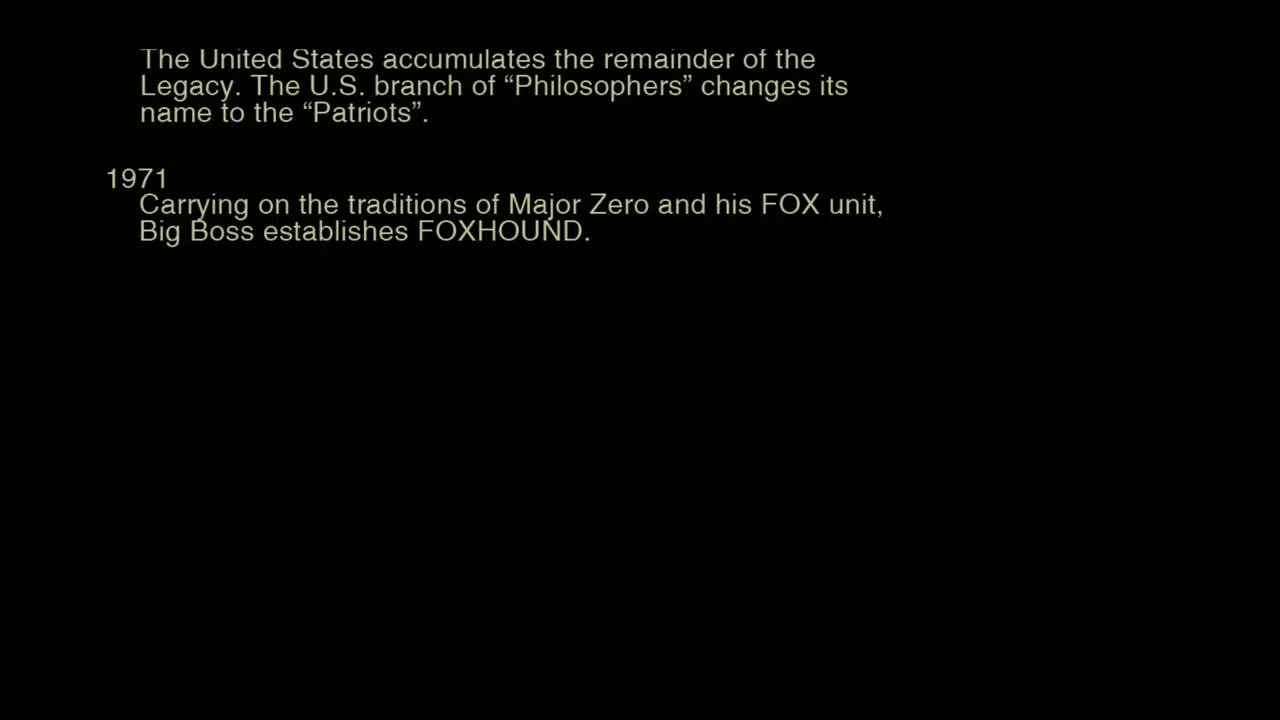 The United States accumulates the remainder of the
Legacy. The U.S. branch of “Philosophers” changes its
name to the “Patriots”.
1971
Carrying on the traditions of Major Zero and his FOX unit,
Big Boss establishes FOXHOUND.